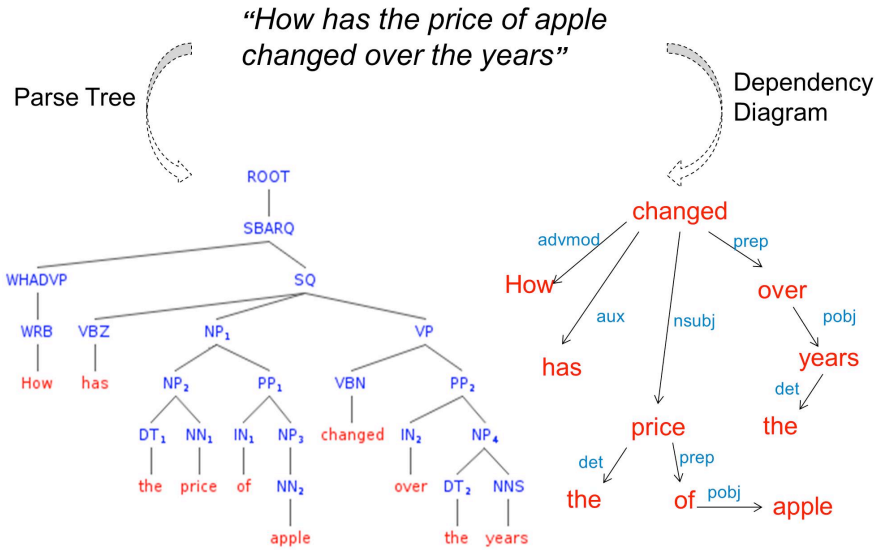 “How has the price of apple
changed over the years”
Parse Tree
Dependency
Diagram
ROOT
SBARQ
WHADVP SQ
WRB VBZ NP₁ VP
How has NP₂ PP₁ VBN PP₂
DT₁ NN₁ IN₁ NP₃ changed IN₂ NP₄
the price of NN₂ over DT₂ NNS
apple the years
changed
advmod prep
How over
aux nsubj pobj
has years
det
price the
det prep
the of pobj apple